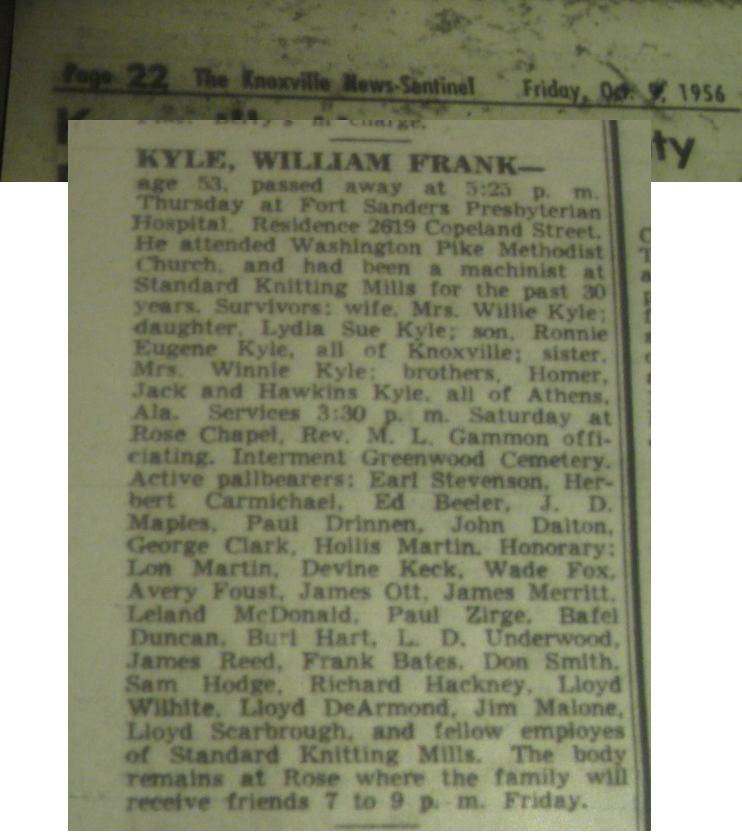 Page 22 The Knoxville News-Sentinel Friday, Oct. 1956
ty
in charge.
KYLE, WILLIAM FRANK—
age 53, passed away at 5:25 p. m.
Thursday at Fort Sanders Presbyterian
Hospital. Residence 2619 Copeland Street.
He attended Washington Pike Methodist
Church, and had been a machinist at
Standard Knitting Mills for the past 30
years. Survivors: wife, Mrs. Willie Kyle;
daughter, Lydia Sue Kyle; son, Ronnie
Eugene Kyle, all of Knoxville; sister,
Mrs. Winnie Kyle; brothers, Homer,
Jack and Hawkins Kyle, all of Athens,
Ala. Services 3:30 p. m. Saturday at
Rose Chapel, Rev. M. L. Gammon offi-
ciating. Interment Greenwood Cemetery.
Active pallbearers: Earl Stevenson, Her-
bert Carmichael, Ed Beeler, J. D.
Maples, Paul Drinnen, John Dalton,
George Clark, Hollis Martin. Honorary:
Lon Martin, Devine Keck, Wade Fox,
Avery Foust, James Ott, James Merritt,
Leland McDonald, Paul Zirge, Bafel
Duncan, Burl Hart, L. D. Underwood,
James Reed, Frank Bates, Don Smith,
Sam Hodge, Richard Hackney, Lloyd
Wilhite, Lloyd DeArmond, Jim Malone,
Lloyd Scarbrough, and fellow employes
of Standard Knitting Mills. The body
remains at Rose where the family will
receive friends 7 to 9 p. m. Friday.